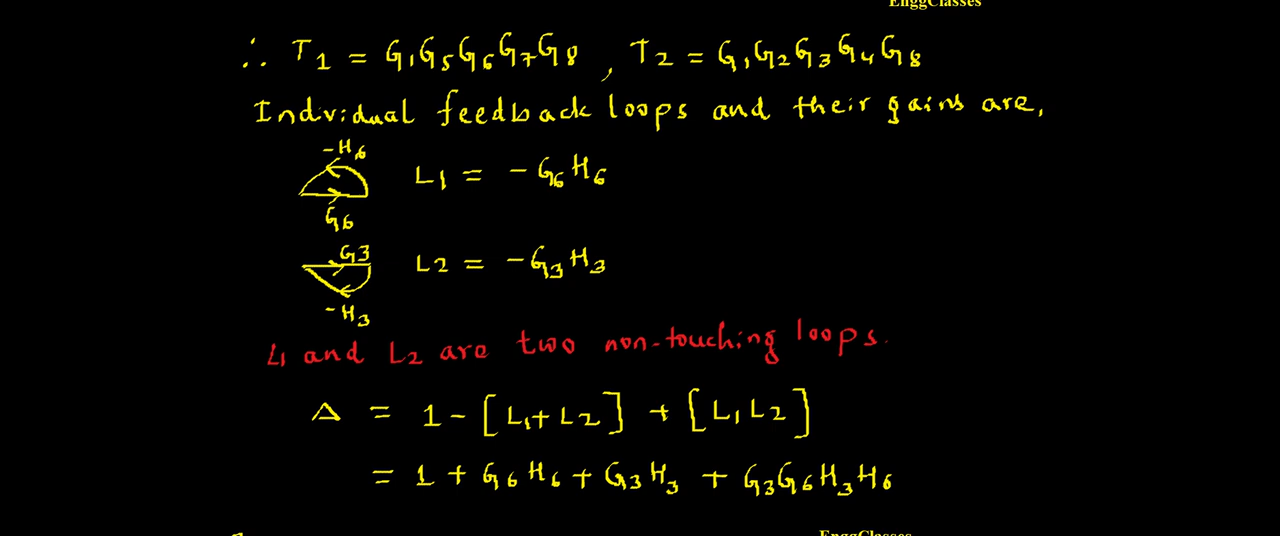 EnggClasses
∴ T1 = G1G5G6G7G8 , T2 = G1G2G3G4G8
Individual feedback loops and their gains are,
-H6
L1 = - G6H6
G6
G3
L2 = - G3H3
-H3
L1 and L2 are two non-touching loops.
Δ = 1 - [L1+ L2] + [L1L2]
= 1 + G6H6 + G3H3 + G3G6H3H6
EnggClasses